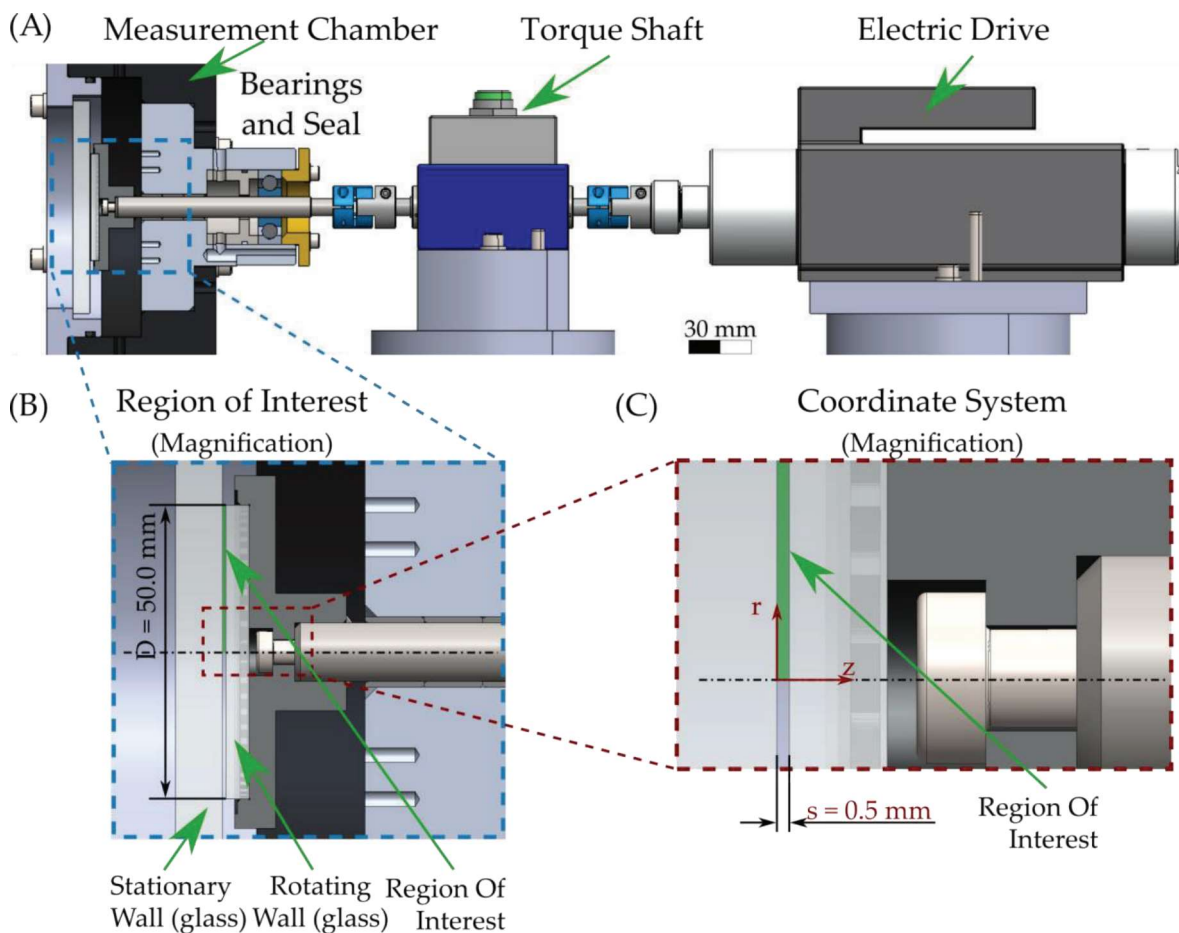 (A)
Measurement Chamber
Torque Shaft
Electric Drive
Bearings
and Seal
30 mm
(B)
Region of Interest
(Magnification)
(C)
Coordinate System
(Magnification)
D = 50.0 mm
r
z
s = 0.5 mm
Region Of
Interest
Stationary
Wall (glass)
Rotating
Wall (glass)
Region Of
Interest